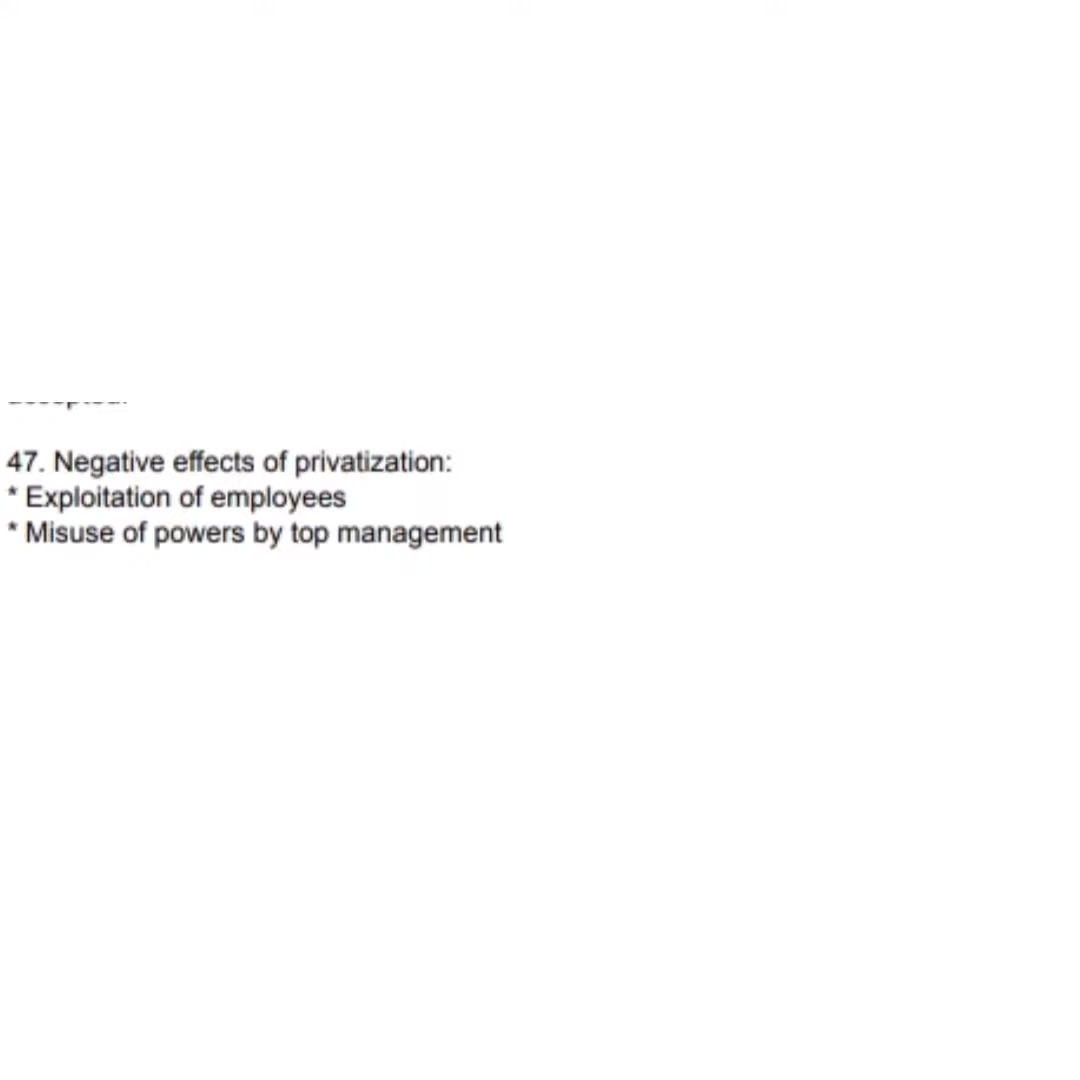 47. Negative effects of privatization:
* Exploitation of employees
* Misuse of powers by top management